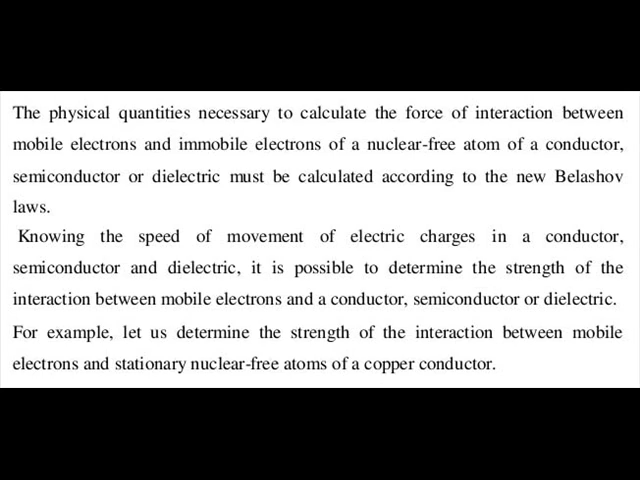 The physical quantities necessary to calculate the force of interaction between
mobile electrons and immobile electrons of a nuclear-free atom of a conductor,
semiconductor or dielectric must be calculated according to the new Belashov
laws.
Knowing the speed of movement of electric charges in a conductor,
semiconductor and dielectric, it is possible to determine the strength of the
interaction between mobile electrons and a conductor, semiconductor or dielectric.
For example, let us determine the strength of the interaction between mobile
electrons and stationary nuclear-free atoms of a copper conductor.